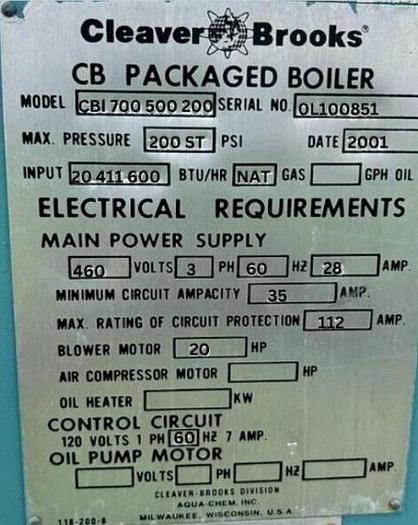 Cleaver Brooks®
CB PACKAGED BOILER
MODEL CBI 700 500 200 SERIAL NO. 0L100851
MAX. PRESSURE 200 ST PSI DATE 2001
INPUT 20 411 600 BTU/HR NAT GAS GPH OIL
ELECTRICAL REQUIREMENTS
MAIN POWER SUPPLY
460 VOLTS 3 PH 60 HZ 28 AMP.
MINIMUM CIRCUIT AMPACITY 35 AMP.
MAX. RATING OF CIRCUIT PROTECTION 112 AMP.
BLOWER MOTOR 20 HP
AIR COMPRESSOR MOTOR HP
OIL HEATER KW
CONTROL CIRCUIT
120 VOLTS 1 PH 60 HZ 7 AMP.
OIL PUMP MOTOR
VOLTS PH HZ AMP.
CLEAVER-BROOKS DIVISION
AQUA-CHEM, INC.
MILWAUKEE, WISCONSIN, U.S.A
118-200-8